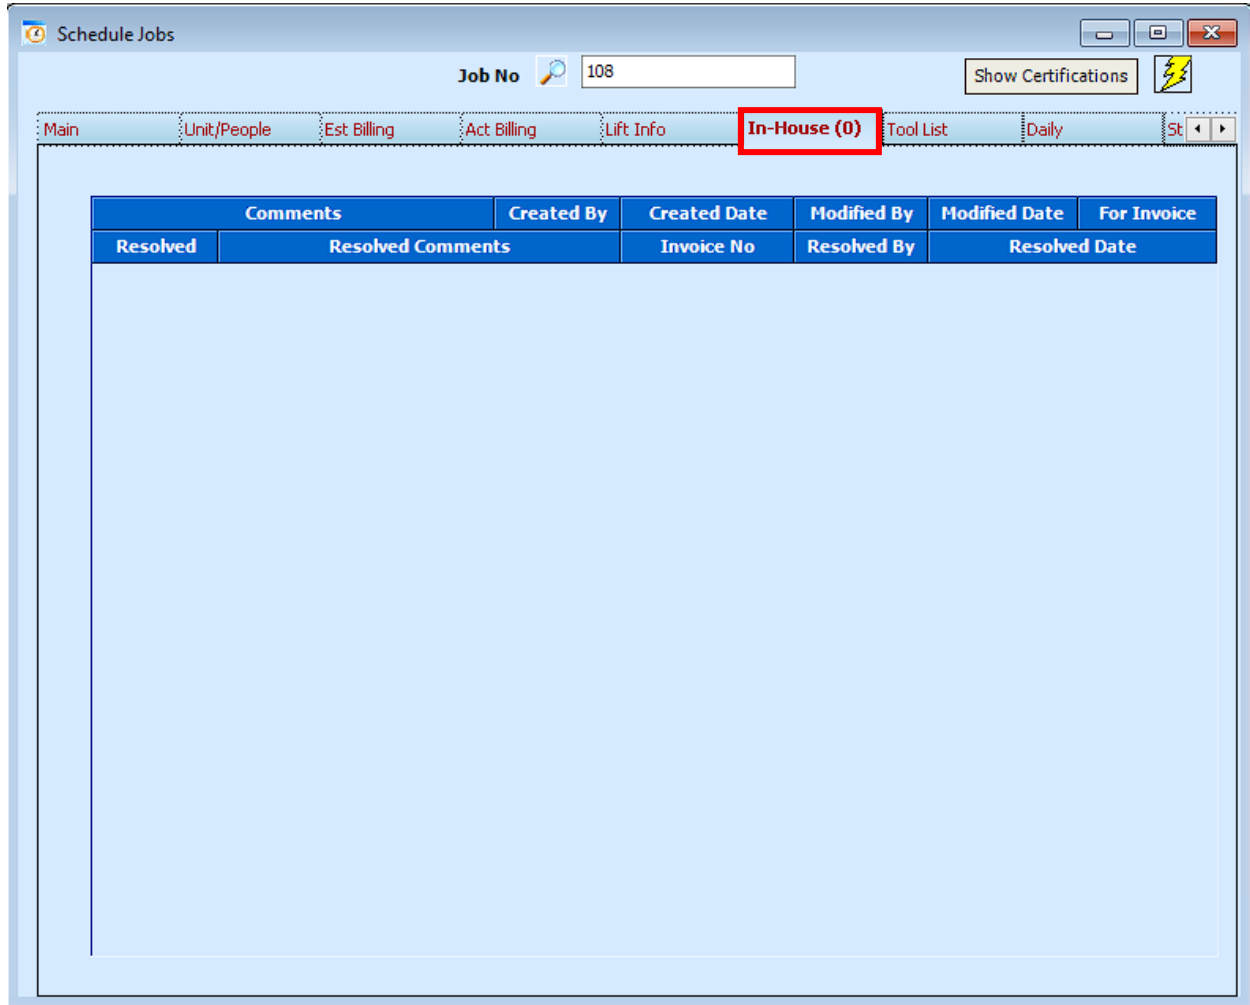 Schedule Jobs
Job No 108 Show Certifications
Main Unit/People Est Billing Act Billing Lift Info In-House (0) Tool List Daily St
Comments Created By Created Date Modified By Modified Date For Invoice
Resolved Resolved Comments Invoice No Resolved By Resolved Date